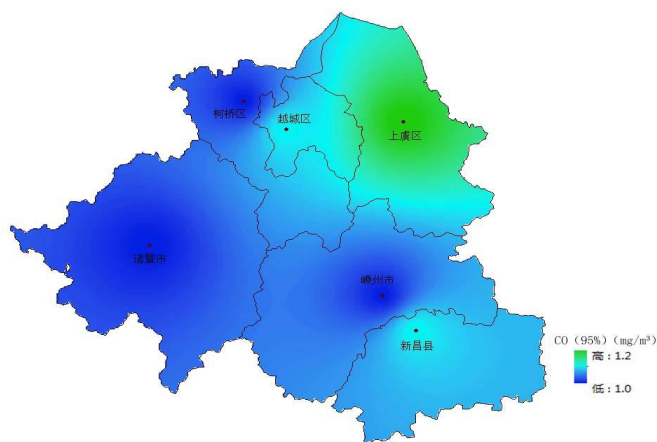 柯桥区
越城区
上虞区
诸暨市
嵊州市
新昌县
CO (95%) (mg/m³)
高：1.2
低：1.0